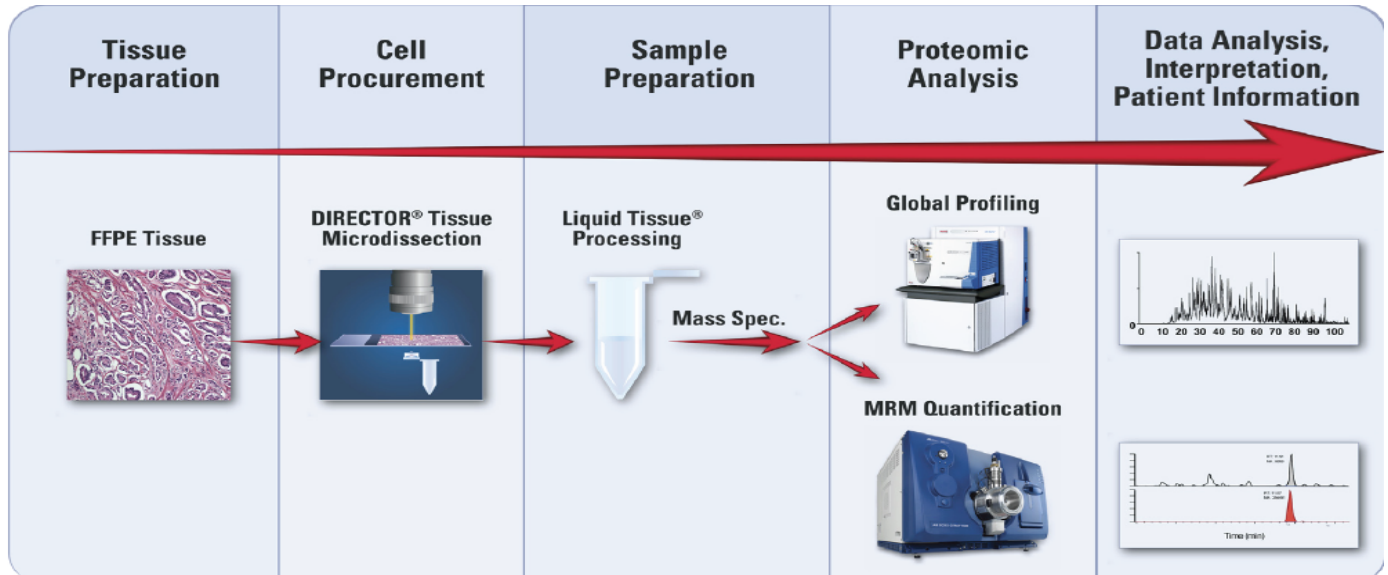 Tissue
Preparation
Cell
Procurement
Sample
Preparation
Proteomic
Analysis
Data Analysis,
Interpretation,
Patient Information
FFPE Tissue
DIRECTOR® Tissue
Microdissection
Liquid Tissue®
Processing
Mass Spec.
Global Profiling
MRM Quantification
0
0 10 20 30 40 50 60 70 80 90 100
Time (min)